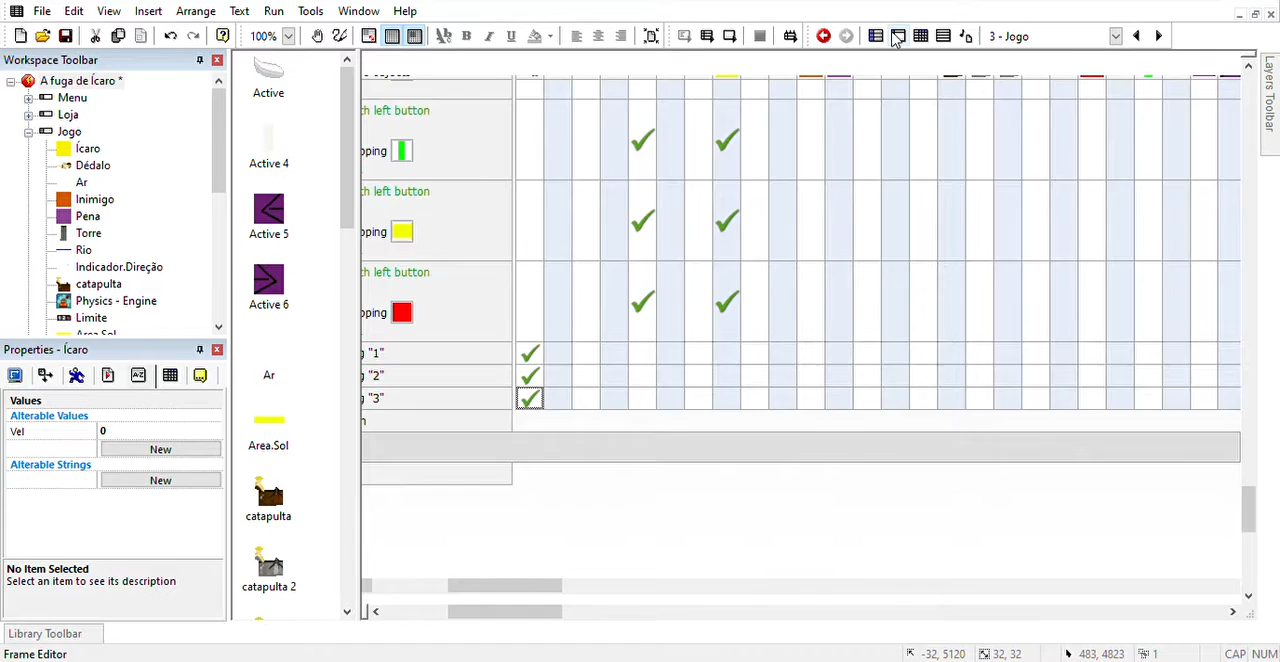 File Edit View Insert Arrange Text Run Tools Window Help
100% 3 - Jogo
Workspace Toolbar
A fuga de Ícaro *
Menu
Loja
Jogo
Ícaro
Dédalo
Ar
Inimigo
Pena
Torre
Rio
Indicador.Direção
catapulta
Physics - Engine
Limite
Area Sol
Properties - Ícaro
Values
Alterable Values
Vel 0
New
Alterable Strings
New
No Item Selected
Select an item to see its description
Library Toolbar
Frame Editor
Active
Active 4
Active 5
Active 6
Ar
Area.Sol
catapulta
catapulta 2
th left button
pping
th left button
pping
th left button
pping
g "1"
g "2"
g "3"
n
Layers Toolbar
-32, 5120 32, 32 483, 4823 1 CAP NUM